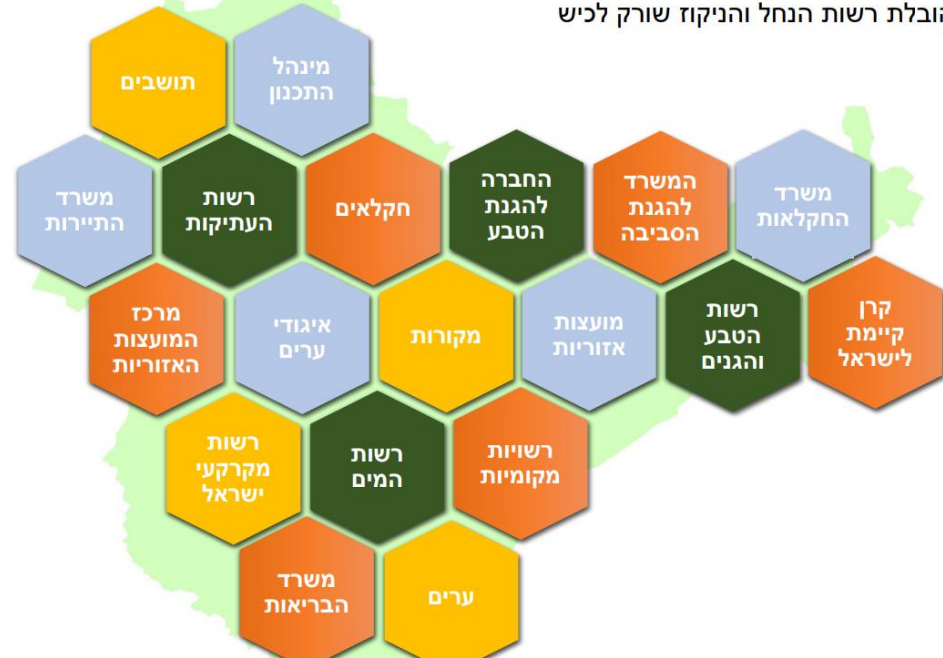 הובלת רשות הנחל והניקוז שורק לכיש
מינהל
התכנון
תושבים
משרד
החקלאות
המשרד
להגנת
הסביבה
החברה
להגנת
הטבע
חקלאים
רשות
העתיקות
משרד
התיירות
קרן
קיימת
לישראל
רשות
הטבע
והגנים
מועצות
אזוריות
מקורות
איגודי
ערים
מרכז
המועצות
האזוריות
רשויות
מקומיות
רשות
המים
רשות
מקרקעי
ישראל
ערים
משרד
הבריאות